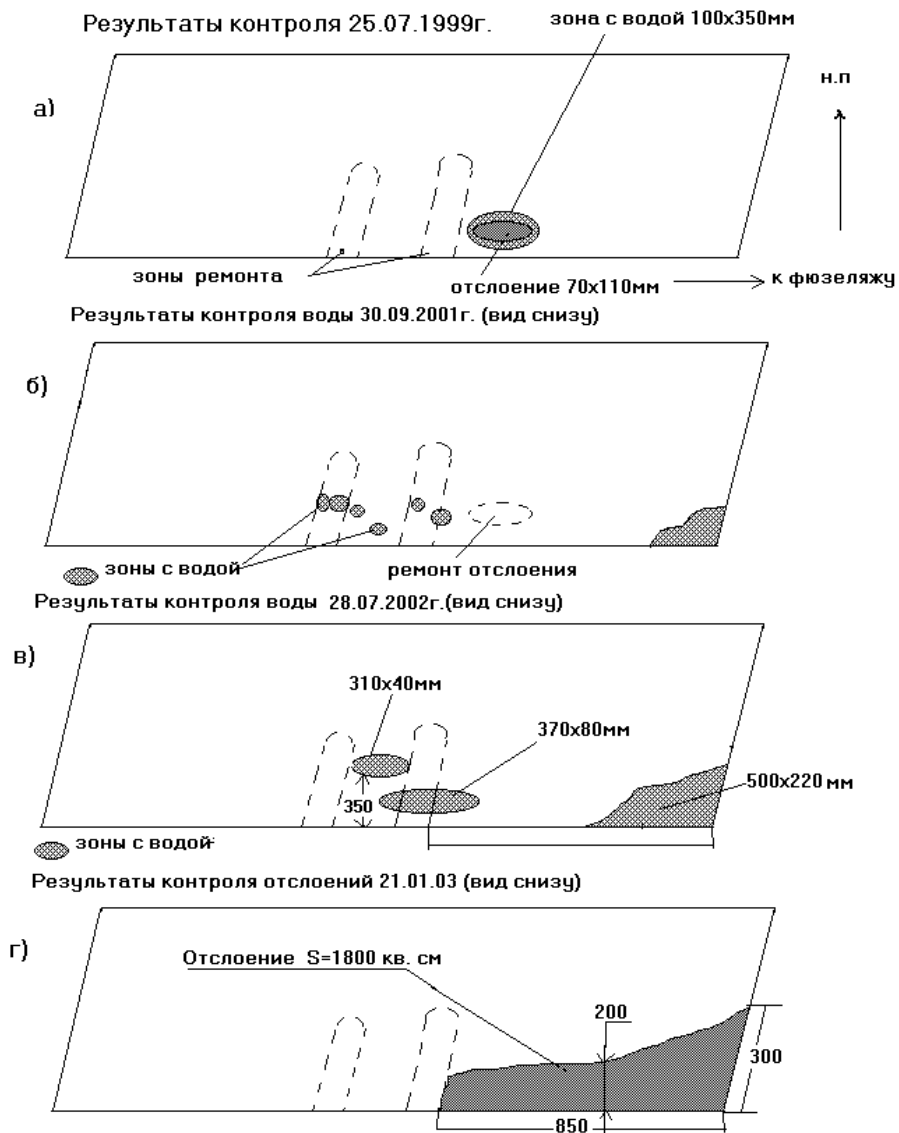 Результаты контроля 25.07.1999г.
зона с водой 100х350мм
н.п
а)
зоны ремонта
отслоение 70х110мм
к фюзеляжу
Результаты контроля воды 30.09.2001г. (вид снизу)
б)
зоны с водой
ремонт отслоения
Результаты контроля воды 28.07.2002г.(вид снизу)
в)
310х40мм
370х80мм
500х220 мм
350
зоны с водой
Результаты контроля отслоений 21.01.03 (вид снизу)
г)
Отслоение S=1800 кв. см
200
300
850